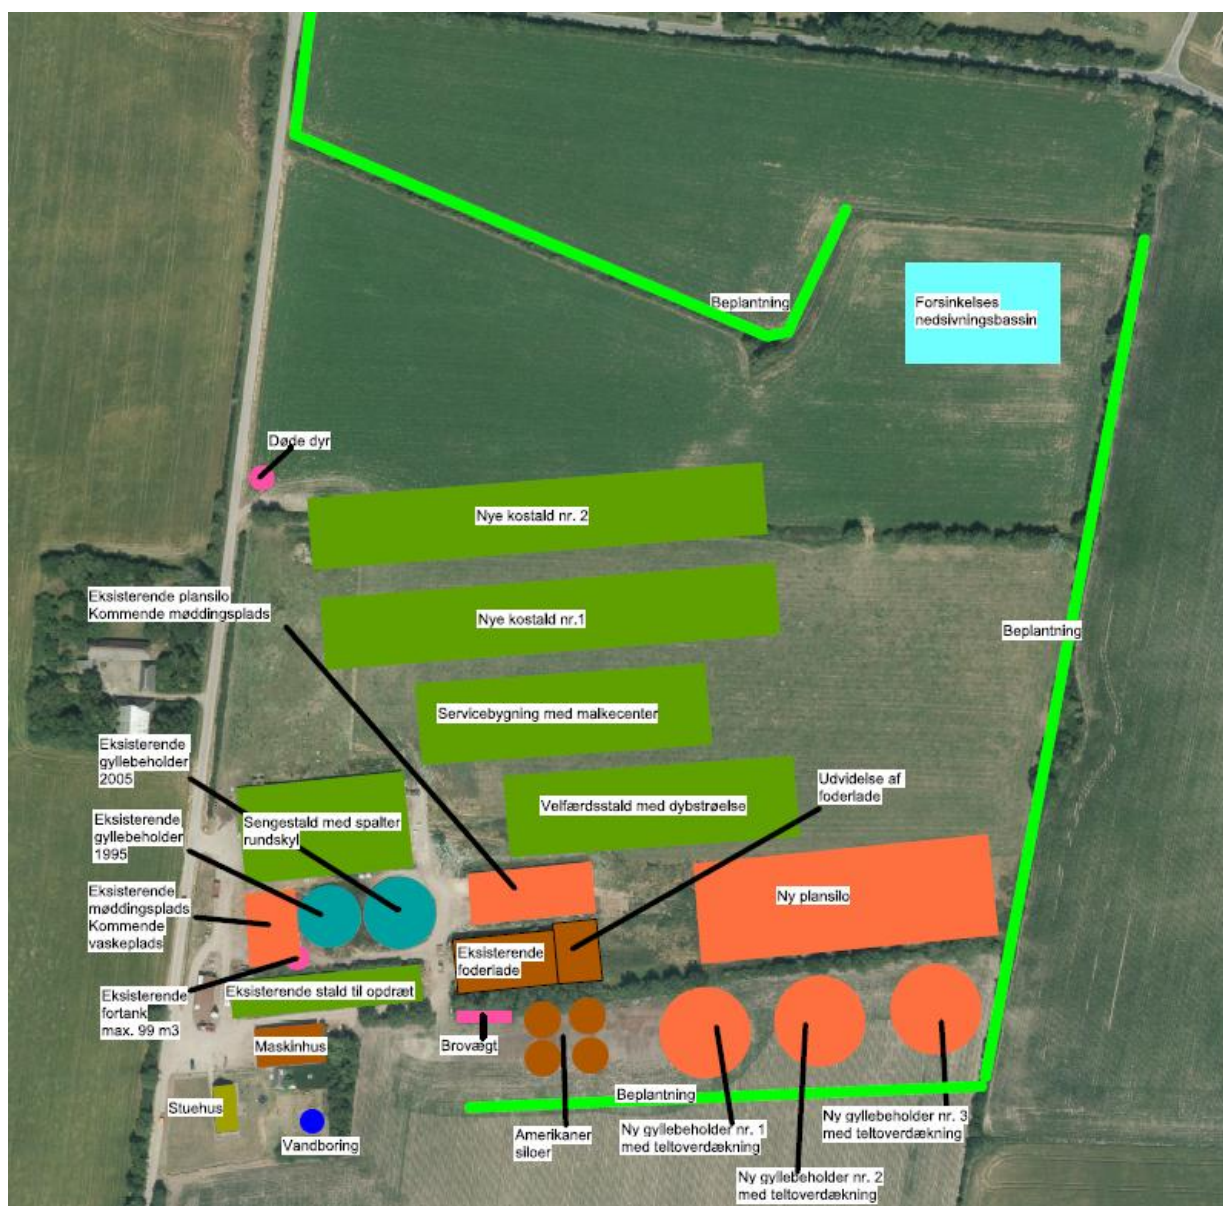 Beplantning
Forsinkelses
nedsivningsbassin
Døde dyr
Nye kostald nr. 2
Eksisterende plansilo
Kommende møddingsplads
Nye kostald nr.1
Beplantning
Servicebygning med malkecenter
Eksisterende
gyllebeholder
2005
Udvidelse af
foderlade
Velfærdsstald med dybstrøelse
Sengestald med spalter
rundskyl
Eksisterende
gyllebeholder
1995
Eksisterende
møddingsplads
Kommende
vaskeplads
Ny plansilo
Eksisterende
foderlade
Eksisterende stald til opdræt
Eksisterende
fortank
max. 99 m3
Maskinhus
Brovægt
Beplantning
Stuehus
Vandboring
Amerikaner
siloer
Ny gyllebeholder nr. 1
med teltoverdækning
Ny gyllebeholder nr. 3
med teltoverdækning
Ny gyllebeholder nr. 2
med teltoverdækning